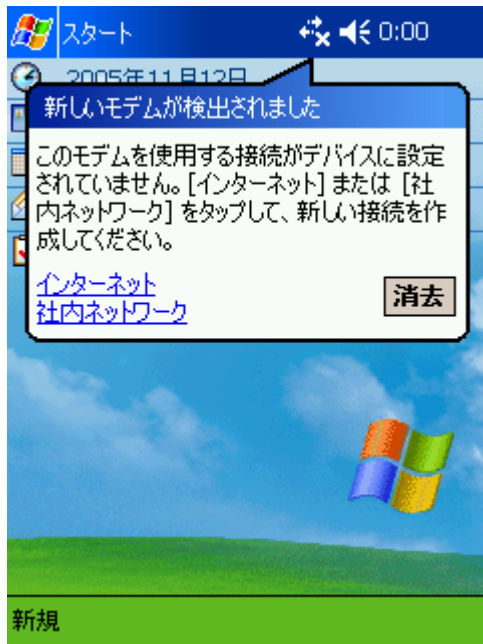 スタート 0:00
2005年11月12日
新しいモデムが検出されました
このモデムを使用する接続がデバイスに設定
されていません。[インターネット] または [社
内ネットワーク] をタップして、新しい接続を作
成してください。
インターネット
消去
社内ネットワーク
新規